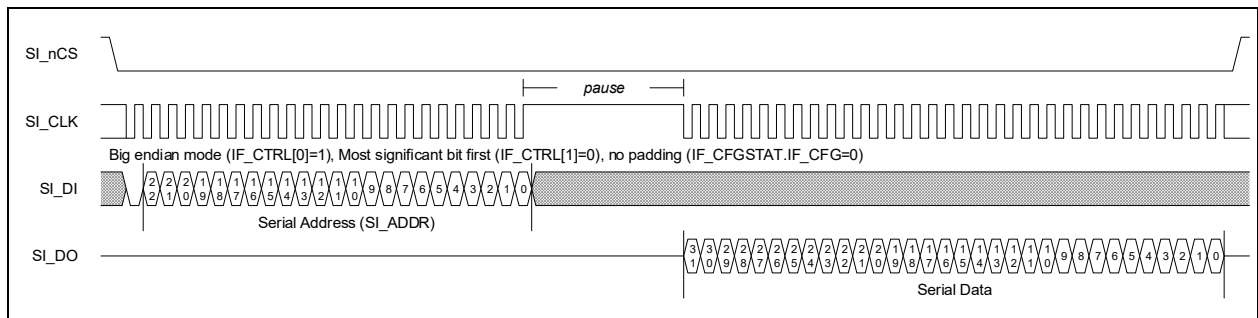 SI_nCS
pause
SI_CLK
Big endian mode (IF_CTRL[0]=1), Most significant bit first (IF_CTRL[1]=0), no padding (IF_CFGSTAT.IF_CFG=0)
SI_DI 22 21 20 19 18 17 16 15 14 13 12 11 10 9 8 7 6 5 4 3 2 1 0
Serial Address (SI_ADDR)
SI_DO 31 30 29 28 27 26 25 24 23 22 21 20 19 18 17 16 15 14 13 12 11 10 9 8 7 6 5 4 3 2 1 0
Serial Data